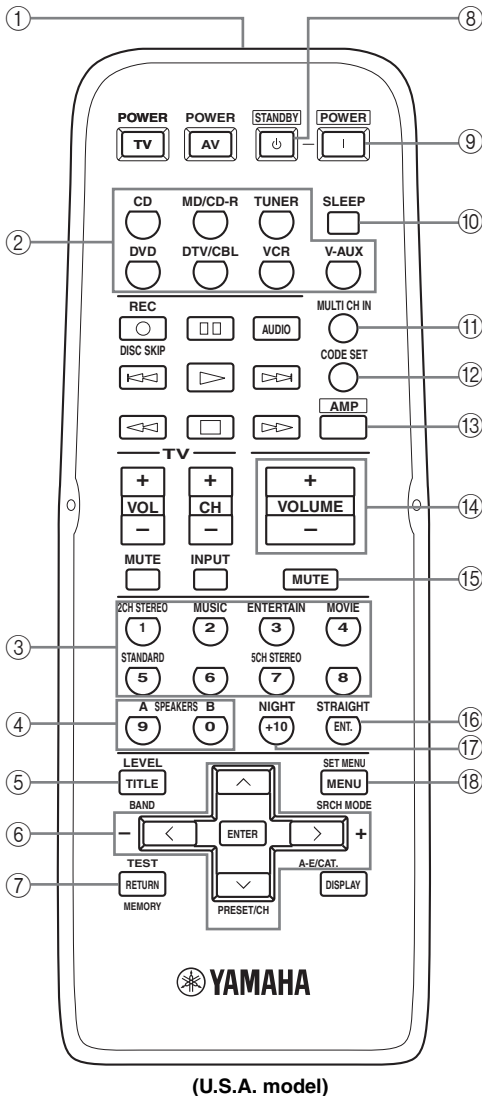 ① ⑧
POWER POWER STANDBY POWER
TV AV
⑨
CD MD/CD-R TUNER SLEEP
⑩
②
DVD DTV/CBL VCR V-AUX
REC MULTI CH IN
⑪
AUDIO
DISC SKIP CODE SET
⑫
AMP
⑬
TV
+ + +
VOL CH VOLUME
⑭
– – –
MUTE INPUT
MUTE
⑮
2CH STEREO MUSIC ENTERTAIN MOVIE
1 2 3 4
③
STANDARD 5CH STEREO
5 6 7 8
A SPEAKERS B NIGHT STRAIGHT
④
9 0 +10 ENT.
⑯
⑰
LEVEL SET MENU
⑤
TITLE MENU
⑱
BAND SRCH MODE
⑥
– ENTER +
TEST A-E/CAT.
⑦
RETURN DISPLAY
MEMORY PRESET/CH
YAMAHA
(U.S.A. model)